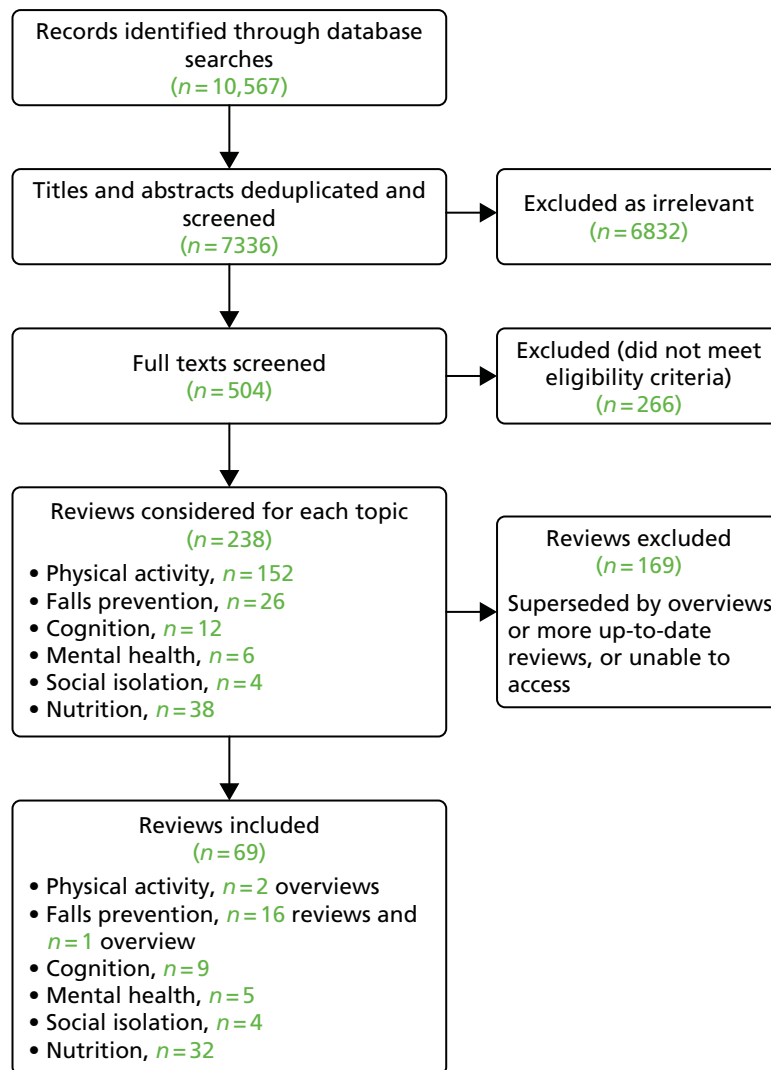 Records identified through database
searches
(n = 10,567)
Titles and abstracts deduplicated and
screened
(n = 7336)
Excluded as irrelevant
(n = 6832)
Full texts screened
(n = 504)
Excluded (did not meet
eligibility criteria)
(n = 266)
Reviews considered for each topic
(n = 238)
• Physical activity, n = 152
• Falls prevention, n = 26
• Cognition, n = 12
• Mental health, n = 6
• Social isolation, n = 4
• Nutrition, n = 38
Reviews excluded
(n = 169)
Superseded by overviews
or more up-to-date
reviews, or unable to
access
Reviews included
(n = 69)
• Physical activity, n = 2 overviews
• Falls prevention, n = 16 reviews and
n = 1 overview
• Cognition, n = 9
• Mental health, n = 5
• Social isolation, n = 4
• Nutrition, n = 32